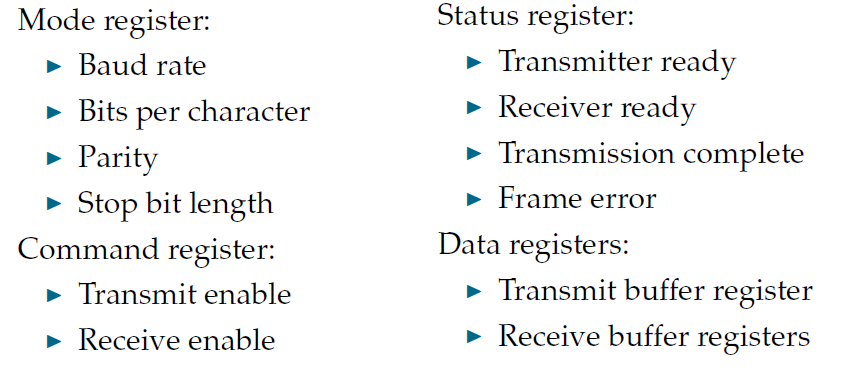 Mode register:
► Baud rate
► Bits per character
► Parity
► Stop bit length
Command register:
► Transmit enable
► Receive enable
Status register:
► Transmitter ready
► Receiver ready
► Transmission complete
► Frame error
Data registers:
► Transmit buffer register
► Receive buffer registers